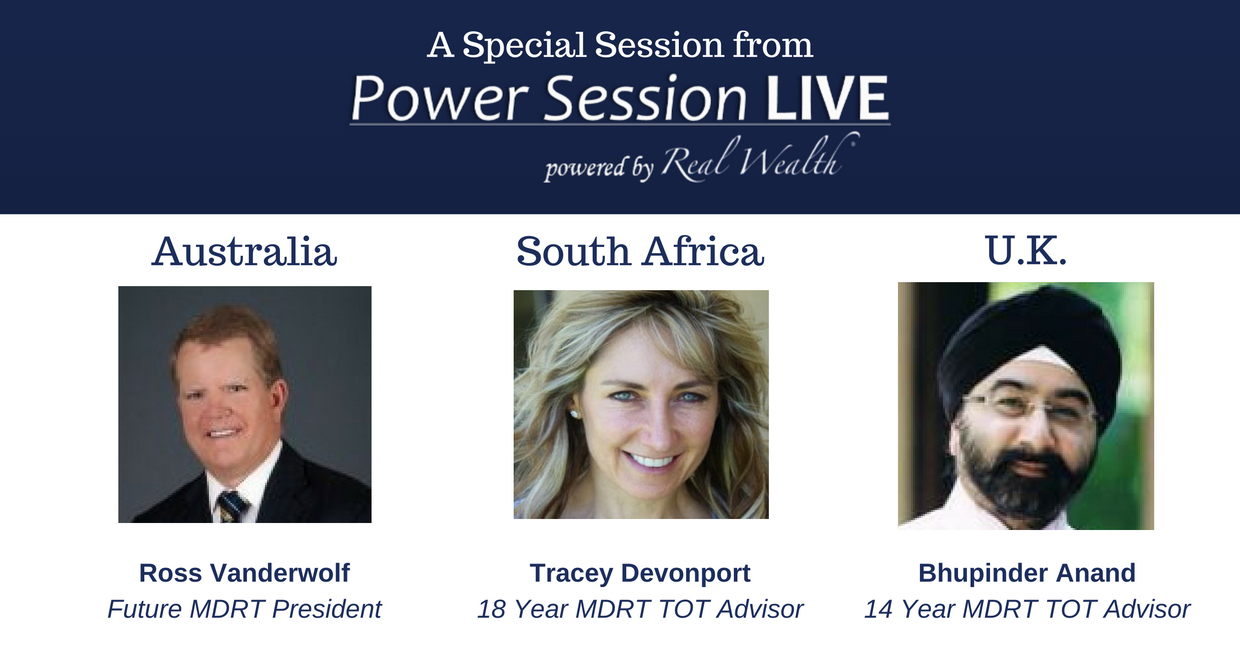 A Special Session from
Power Session LIVE
powered by Real Wealth®
Australia
South Africa
U.K.
Ross Vanderwolf
Future MDRT President
Tracey Devonport
18 Year MDRT TOT Advisor
Bhupinder Anand
14 Year MDRT TOT Advisor